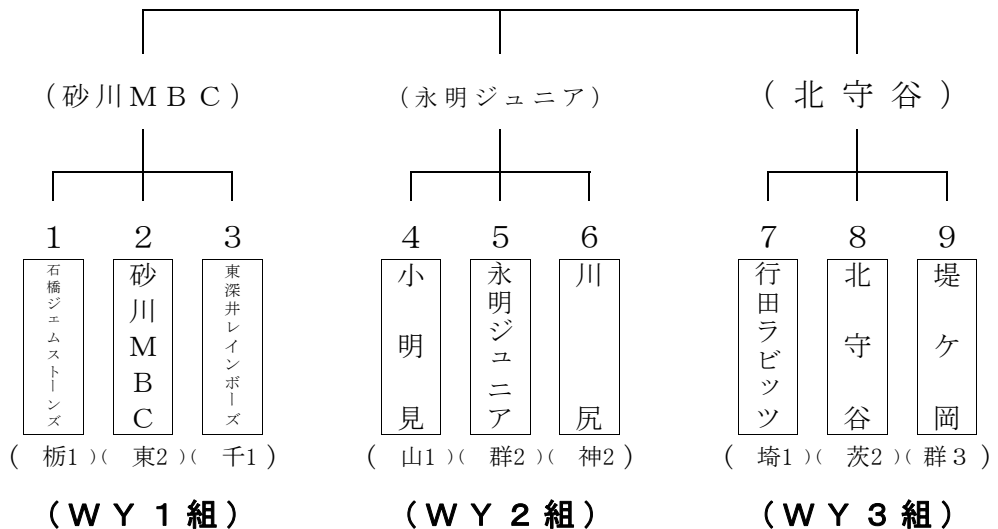 (砂川MBC) (永明ジュニア) (北守谷)
1 2 3 4 5 6 7 8 9
石橋ジェムストーンズ
砂川MBC
東深井レインボーズ
小明見
永明ジュニア
川尻
行田ラビッツ
北守谷
堤ケ岡
( 栃1 )( 東2 )( 千1 ) ( 山1 )( 群2 )( 神2 ) ( 埼1 )( 茨2 )( 群3 )
(WY1組) (WY2組) (WY3組)